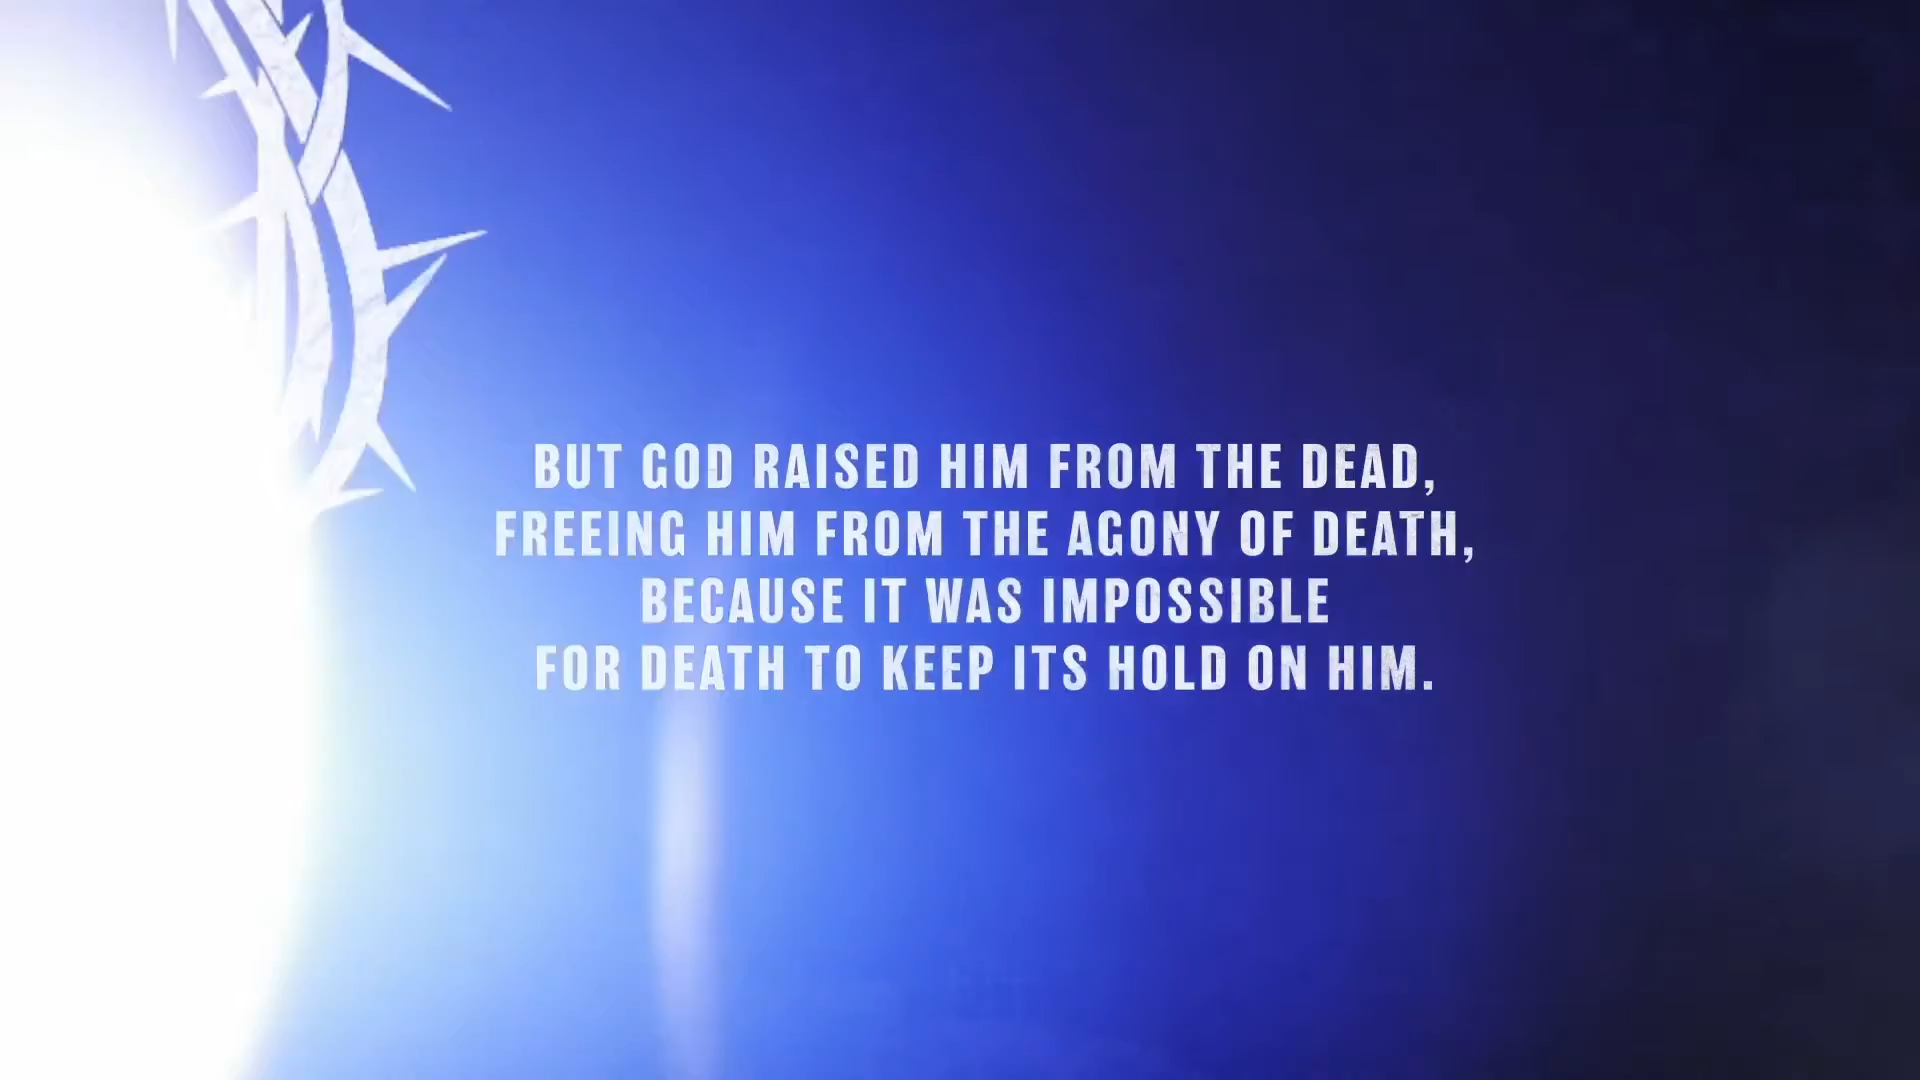 BUT GOD RAISED HIM FROM THE DEAD,
FREEING HIM FROM THE AGONY OF DEATH,
BECAUSE IT WAS IMPOSSIBLE
FOR DEATH TO KEEP ITS HOLD ON HIM.